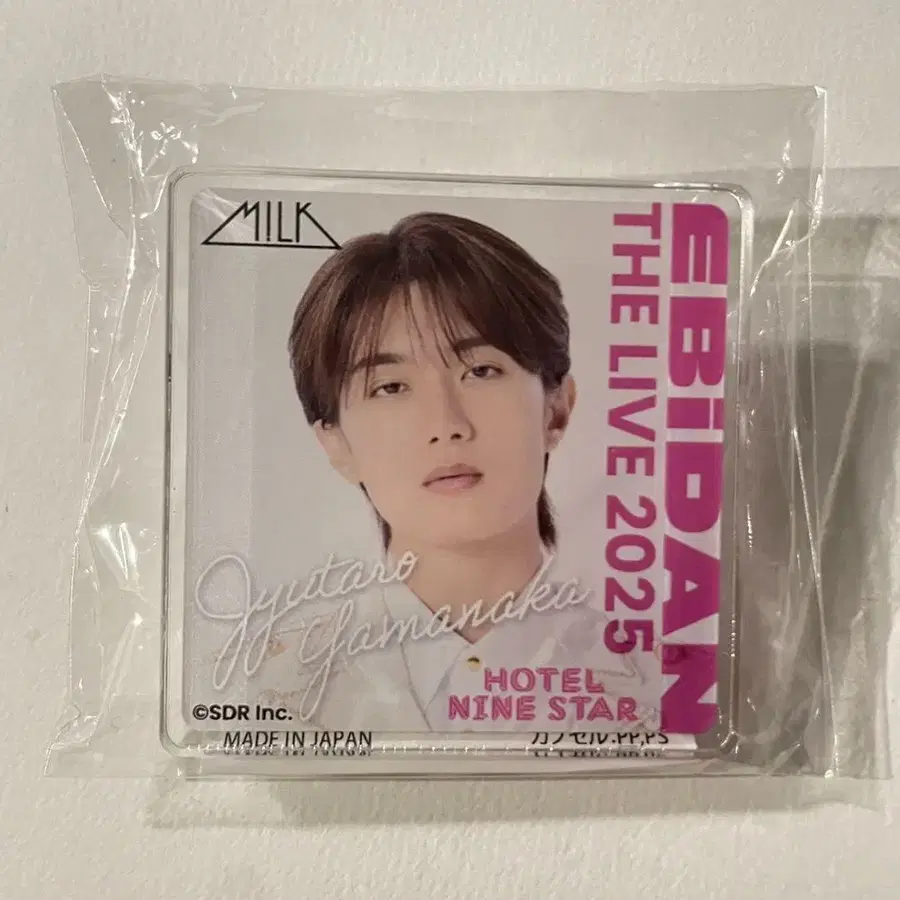 M!LK
EBiDAN
THE LIVE 2025
Jyutaro
Yamanaka
HOTEL
NINE STAR
©SDR Inc.
MADE IN JAPAN
カプセル:PP,PS